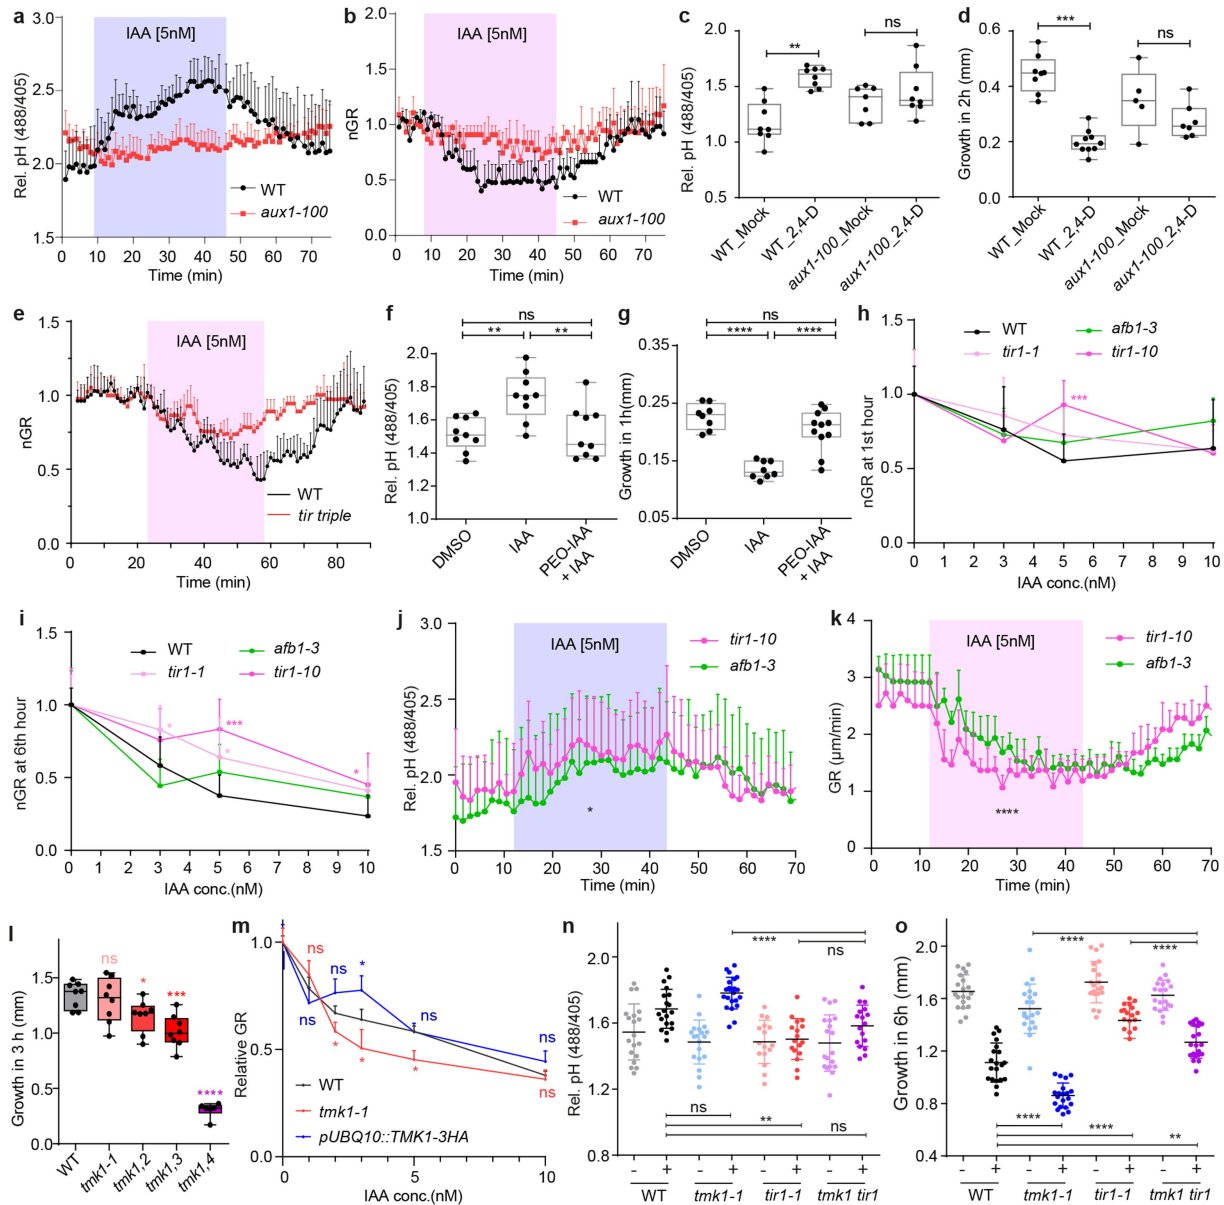 a
3.0
2.5
2.0
1.5
Rel. pH (488/405)
IAA [5nM]
WT
aux1-100
0 10 20 30 40 50 60 70
Time (min)
b
2.0
1.5
1.0
0.5
0.0
nGR
IAA [5nM]
WT
aux1-100
0 10 20 30 40 50 60 70
Time (min)
c
2.0
1.5
1.0
0.5
Rel. pH (488/405)
**
ns
WT_Mock
WT_2.4-D
aux1-100_Mock
aux1-100_2.4-D
d
0.6
0.4
0.2
0.0
Growth in 2h (mm)
***
ns
WT_Mock
WT_2.4-D
aux1-100_Mock
aux1-100_2.4-D
e
1.5
1.0
0.5
0.0
nGR
IAA [5nM]
WT
tir triple
0 10 20 30 40 60 80
Time (min)
f
ns
** **
2.0
1.8
1.6
1.4
1.2
1.0
Rel. pH (488/405)
DMSO
IAA
PEO-IAA
+ IAA
g
ns
**** ****
0.35
0.25
0.15
0.05
Growth in 1h(mm)
DMSO
IAA
PEO-IAA
+ IAA
h
WT afb1-3
tir1-1 tir1-10
1.5
1.0
0.5
0.0
nGR at 1st hour
***
0 1 2 3 4 5 6 7 8 9 10
IAA conc.(nM)
i
1.5
1.0
0.5
0.0
nGR at 6th hour
WT afb1-3
tir1-1 tir1-10
* ***
* *
0 1 2 3 4 5 6 7 8 9 10
IAA conc.(nM)
j
3.0
2.5
2.0
1.5
Rel. pH (488/405)
IAA [5nM]
tir1-10
afb1-3
*
0 10 20 30 40 50 60 70
Time (min)
k
4
3
2
1
0
GR (µm/min)
IAA [5nM]
tir1-10
afb1-3
****
0 10 20 30 40 50 60 70
Time (min)
l
1.5
1.0
0.5
0.0
Growth in 3 h (mm)
ns
*
***
****
WT
tmk1-1
tmk1,2
tmk1,3
tmk1,4
m
1.0
0.5
0.0
Relative GR
ns
ns *
ns ns
* * *
ns
WT
tmk1-1
pUBQ10::TMK1-3HA
0 5 10
IAA conc.(nM)
n
2.0
1.6
1.2
0.8
Rel. pH (488/405)
****
ns
ns
**
ns
- + - + - + - +
WT tmk1-1 tir1-1 tmk1 tir1
o
2.0
1.6
1.2
0.8
0.4
Growth in 6h (mm)
****
****
****
****
**
- + - + - + - +
WT tmk1-1 tir1-1 tmk1 tir1